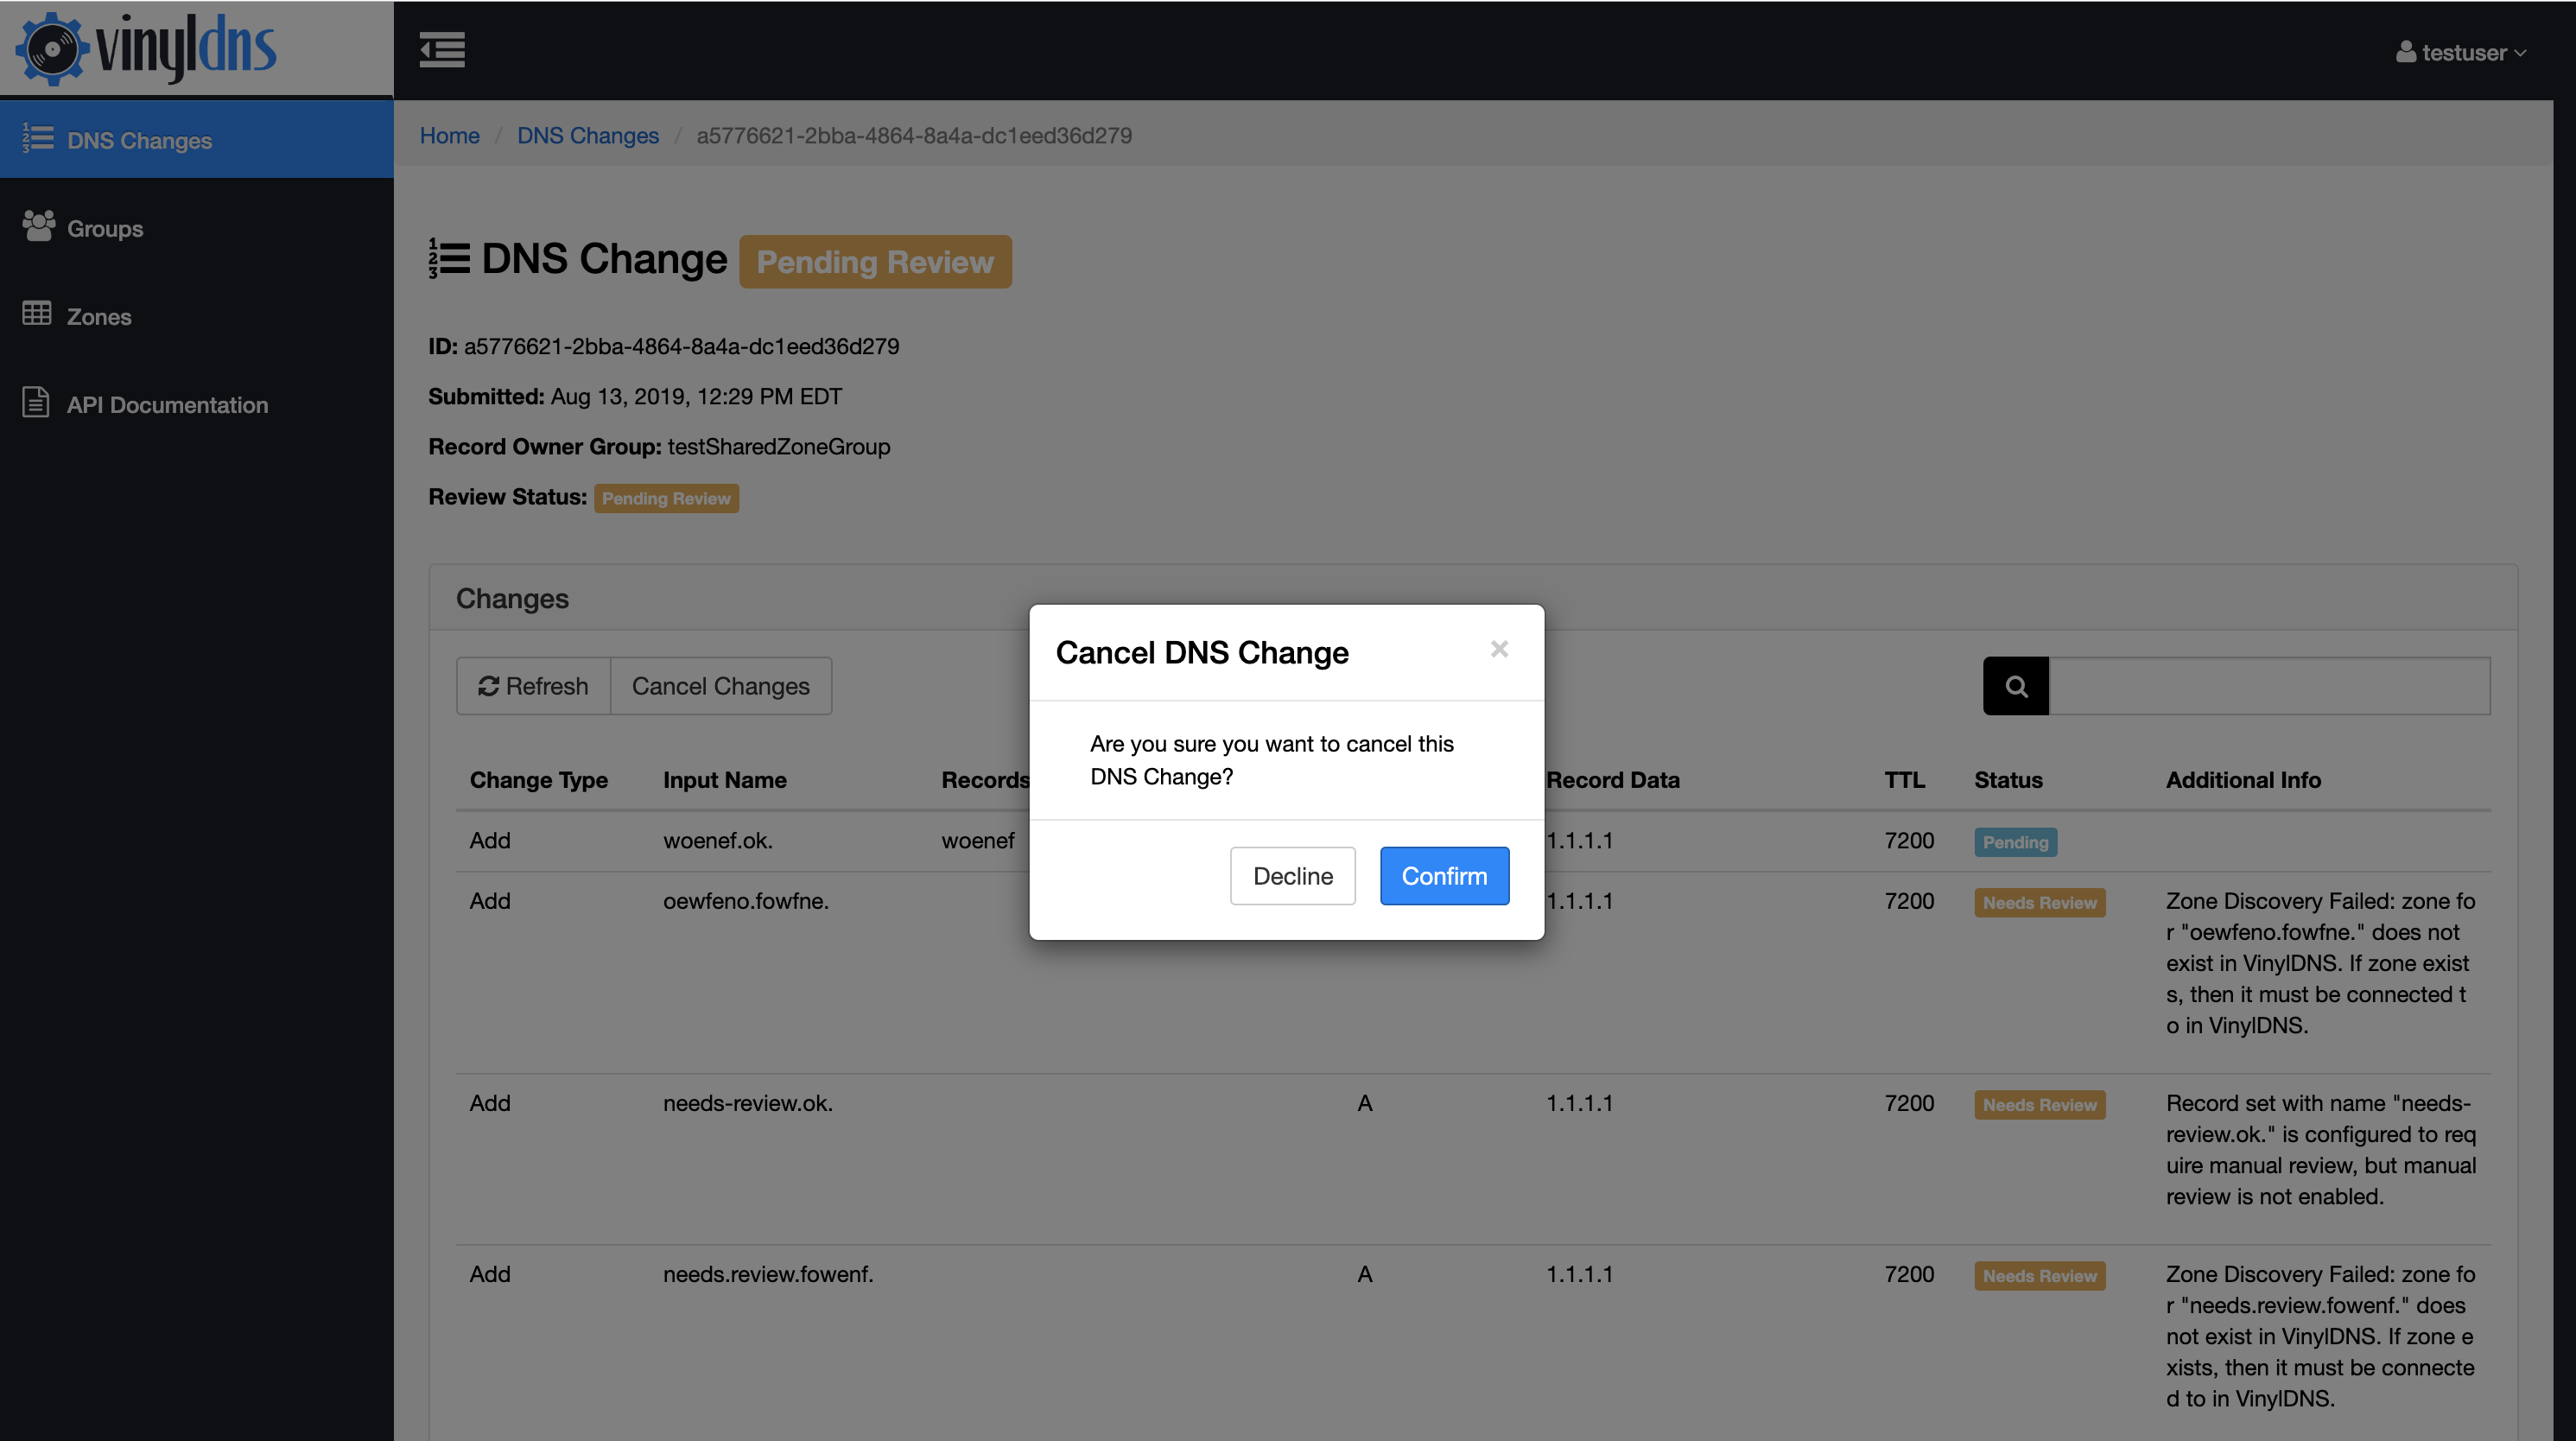 vinyldns
testuser
DNS Changes
Groups
Zones
API Documentation
Home / DNS Changes / a5776621-2bba-4864-8a4a-dc1eed36d279
DNS Change Pending Review
ID: a5776621-2bba-4864-8a4a-dc1eed36d279
Submitted: Aug 13, 2019, 12:29 PM EDT
Record Owner Group: testSharedZoneGroup
Review Status: Pending Review
Changes
Refresh Cancel Changes
Cancel DNS Change ×
Are you sure you want to cancel this
DNS Change?
Decline Confirm
Change Type Input Name Records Record Data TTL Status Additional Info
Add woenef.ok. woenef 1.1.1.1 7200 Pending
Add oewfeno.fowfne. 1.1.1.1 7200 Needs Review Zone Discovery Failed: zone fo
r "oewfeno.fowfne." does not
exist in VinylDNS. If zone exist
s, then it must be connected t
o in VinylDNS.
Add needs-review.ok. A 1.1.1.1 7200 Needs Review Record set with name "needs-
review.ok." is configured to req
uire manual review, but manual
review is not enabled.
Add needs.review.fowenf. A 1.1.1.1 7200 Needs Review Zone Discovery Failed: zone fo
r "needs.review.fowenf." does
not exist in VinylDNS. If zone e
xists, then it must be connecte
d to in VinylDNS.